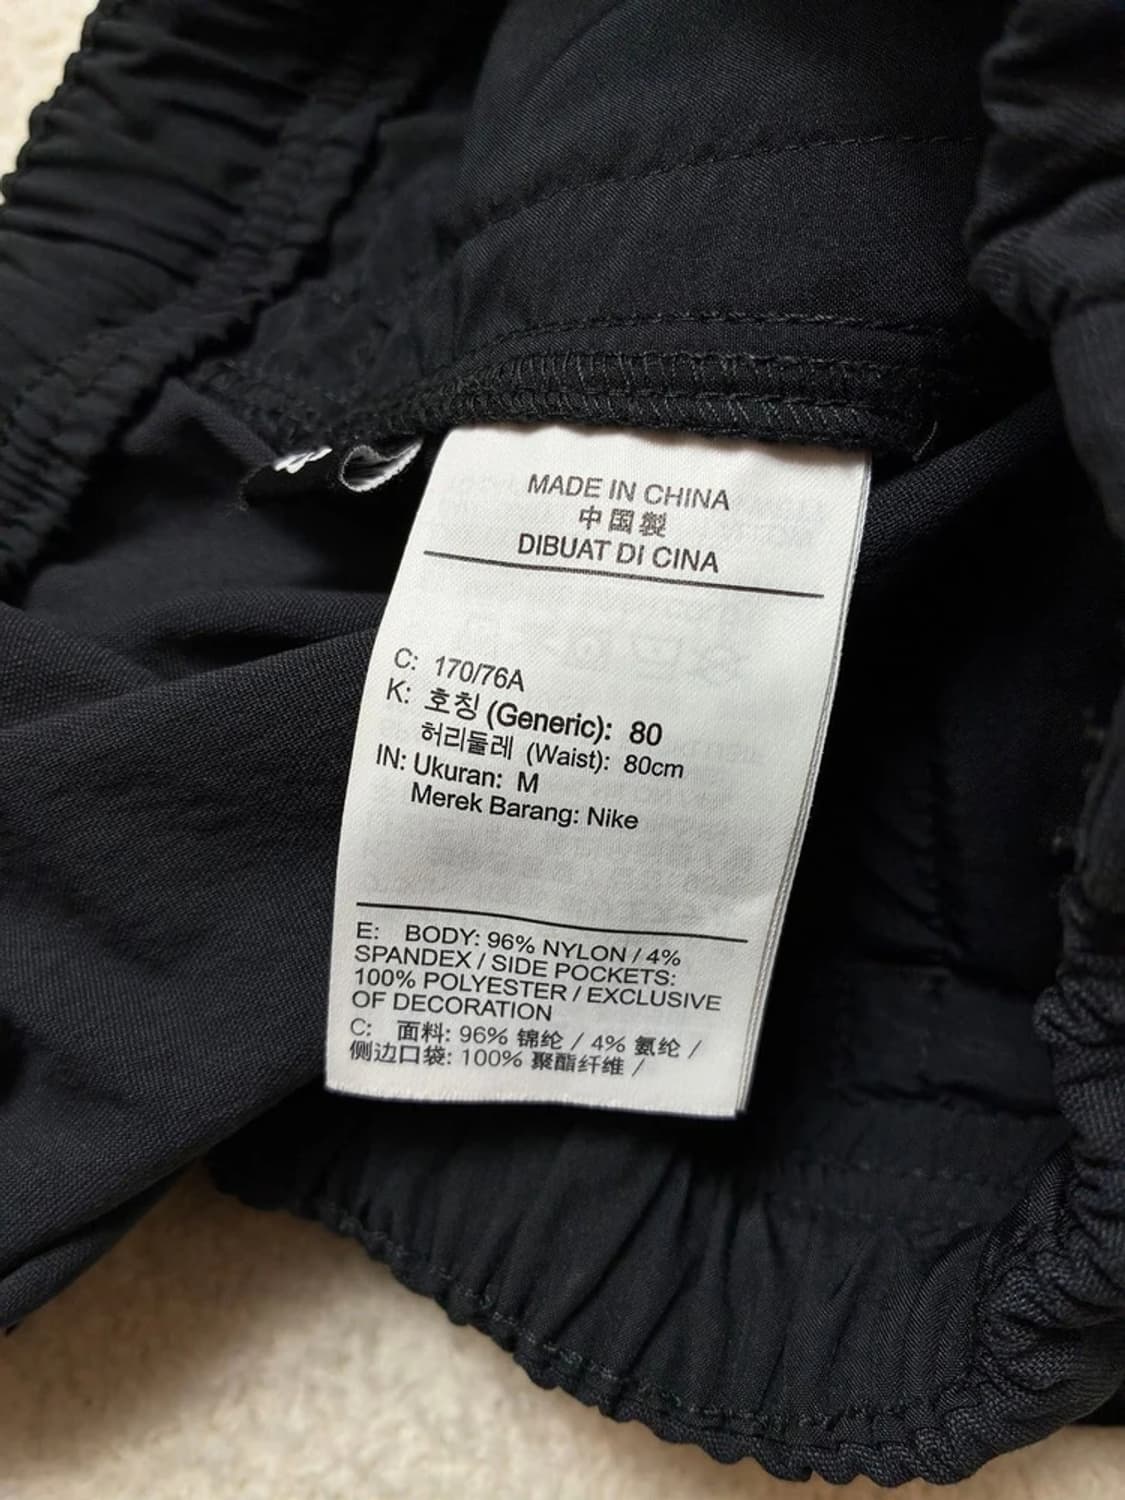 MADE IN CHINA
中国製
DIBUAT DI CINA
C: 170/76A
K: 호칭 (Generic): 80
허리둘레 (Waist): 80cm
IN: Ukuran: M
Merek Barang: Nike
E: BODY: 96% NYLON / 4%
SPANDEX / SIDE POCKETS:
100% POLYESTER / EXCLUSIVE
OF DECORATION
C: 面料: 96% 锦纶 / 4% 氨纶 /
侧边口袋: 100% 聚酯纤维 /